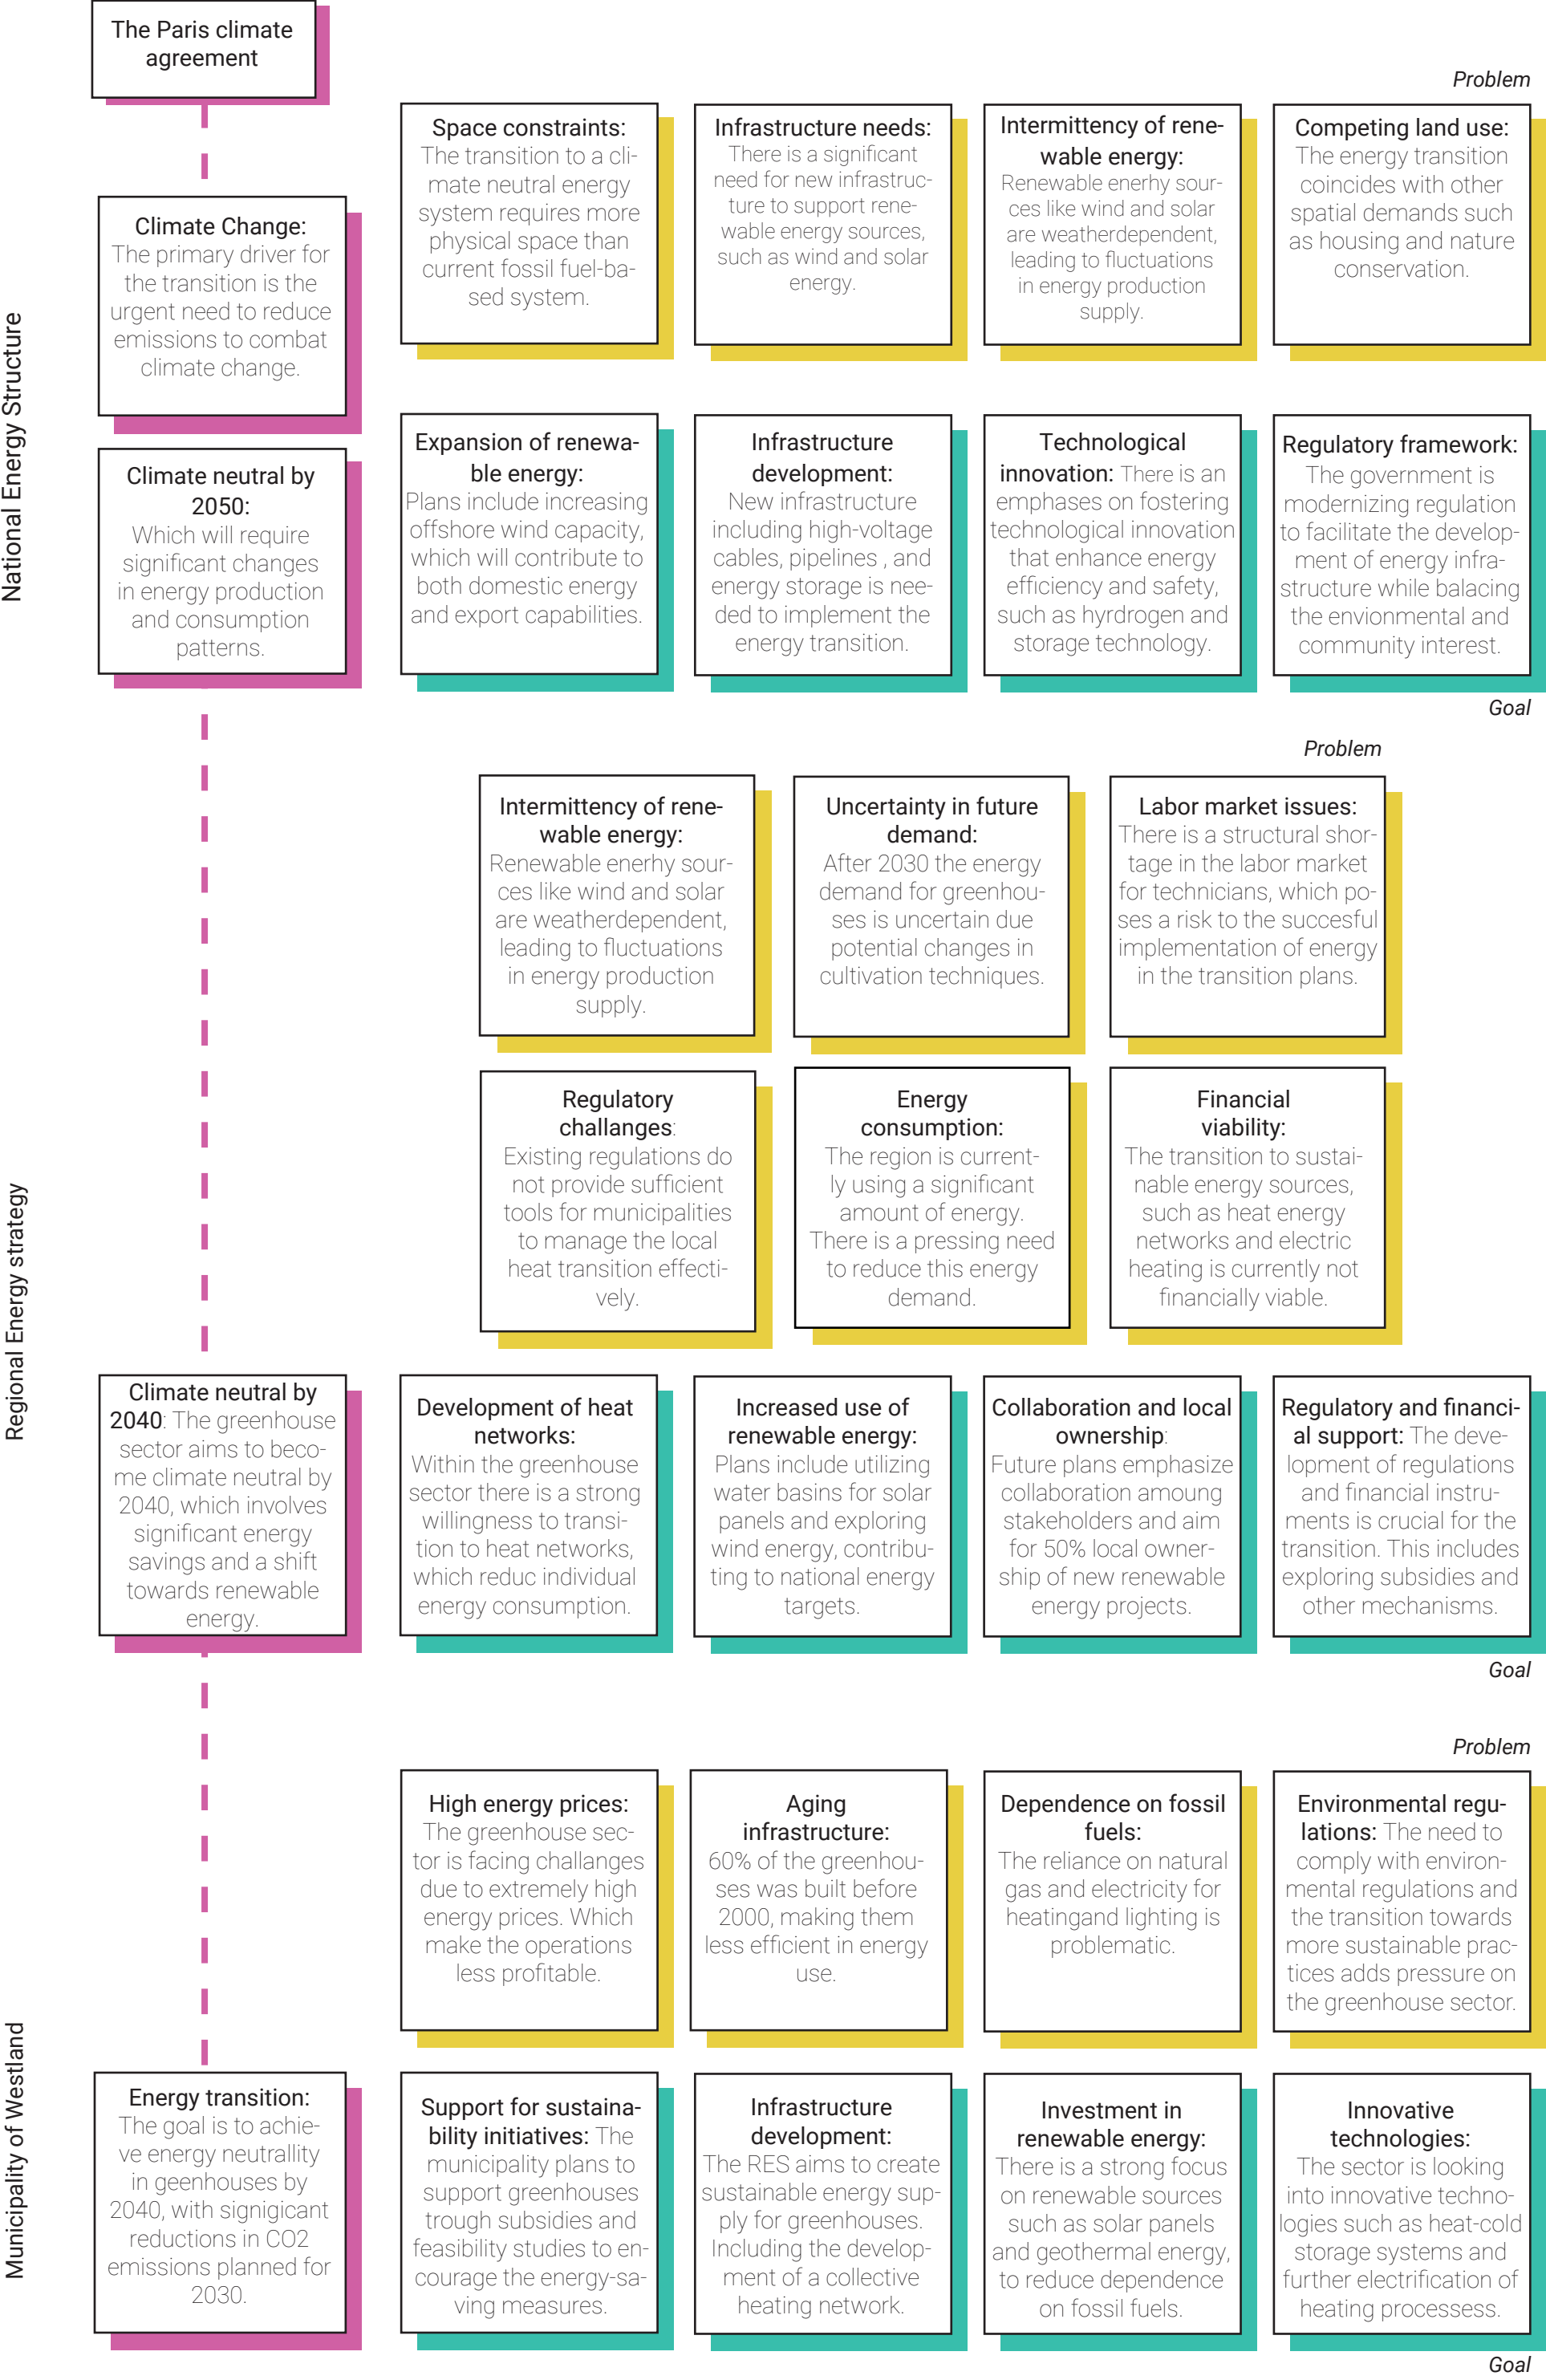 The Paris climate
agreement
Problem
Space constraints:
The transition to a cli-
mate neutral energy
system requires more
physical space than
current fossil fuel-ba-
sed system.
Infrastructure needs:
There is a significant
need for new infrastruc-
ture to support rene-
wable energy sources,
such as wind and solar
energy.
Intermittency of rene-
wable energy:
Renewable enerhy sour-
ces like wind and solar
are weatherdependent,
leading to fluctuations
in energy production
supply.
Competing land use:
The energy transition
coincides with other
spatial demands such
as housing and nature
conservation.
National Energy Structure
Climate Change:
The primary driver for
the transition is the
urgent need to reduce
emissions to combat
climate change.
Climate neutral by
2050:
Which will require
significant changes
in energy production
and consumption
patterns.
Expansion of renewa-
ble energy:
Plans include increasing
offshore wind capacity,
which will contribute to
both domestic energy
and export capabilities.
Infrastructure
development:
New infrastructure
including high-voltage
cables, pipelines , and
energy storage is nee-
ded to implement the
energy transition.
Technological
innovation: There is an
emphases on fostering
technological innovation
that enhance energy
efficiency and safety,
such as hyrdrogen and
storage technology.
Regulatory framework:
The government is
modernizing regulation
to facilitate the develop-
ment of energy infra-
structure while balacing
the envionmental and
community interest.
Goal
Problem
Intermittency of rene-
wable energy:
Renewable enerhy sour-
ces like wind and solar
are weatherdependent,
leading to fluctuations
in energy production
supply.
Uncertainty in future
demand:
After 2030 the energy
demand for greenhou-
ses is uncertain due
potential changes in
cultivation techniques.
Labor market issues:
There is a structural shor-
tage in the labor market
for technicians, which po-
ses a risk to the succesful
implementation of energy
in the transition plans.
Regulatory
challanges:
Existing regulations do
not provide sufficient
tools for municipalities
to manage the local
heat transition effecti-
vely.
Energy
consumption:
The region is current-
ly using a significant
amount of energy.
There is a pressing need
to reduce this energy
demand.
Financial
viability:
The transition to sustai-
nable energy sources,
such as heat energy
networks and electric
heating is currently not
financially viable.
Regional Energy strategy
Climate neutral by
2040: The greenhouse
sector aims to beco-
me climate neutral by
2040, which involves
significant energy
savings and a shift
towards renewable
energy.
Development of heat
networks:
Within the greenhouse
sector there is a strong
willingness to transi-
tion to heat networks,
which reduc individual
energy consumption.
Increased use of
renewable energy:
Plans include utilizing
water basins for solar
panels and exploring
wind energy, contribu-
ting to national energy
targets.
Collaboration and local
ownership:
Future plans emphasize
collaboration amoung
stakeholders and aim
for 50% local owner-
ship of new renewable
energy projects.
Regulatory and financi-
al support: The deve-
lopment of regulations
and financial instru-
ments is crucial for the
transition. This includes
exploring subsidies and
other mechanisms.
Goal
Problem
High energy prices:
The greenhouse sec-
tor is facing challanges
due to extremely high
energy prices. Which
make the operations
less profitable.
Aging
infrastructure:
60% of the greenhou-
ses was built before
2000, making them
less efficient in energy
use.
Dependence on fossil
fuels:
The reliance on natural
gas and electricity for
heatingand lighting is
problematic.
Environmental regu-
lations: The need to
comply with environ-
mental regulations and
the transition towards
more sustainable prac-
tices adds pressure on
the greenhouse sector.
Municipality of Westland
Energy transition:
The goal is to achie-
ve energy neutrallity
in geenhouses by
2040, with signigicant
reductions in CO2
emissions planned for
2030.
Support for sustaina-
bility initiatives: The
municipality plans to
support greenhouses
trough subsidies and
feasibility studies to en-
courage the energy-sa-
ving measures.
Infrastructure
development:
The RES aims to create
sustainable energy sup-
ply for greenhouses.
Including the develop-
ment of a collective
heating network.
Investment in
renewable energy:
There is a strong focus
on renewable sources
such as solar panels
and geothermal energy,
to reduce dependence
on fossil fuels.
Innovative
technologies:
The sector is looking
into innovative techno-
logies such as heat-cold
storage systems and
further electrification of
heating processess.
Goal